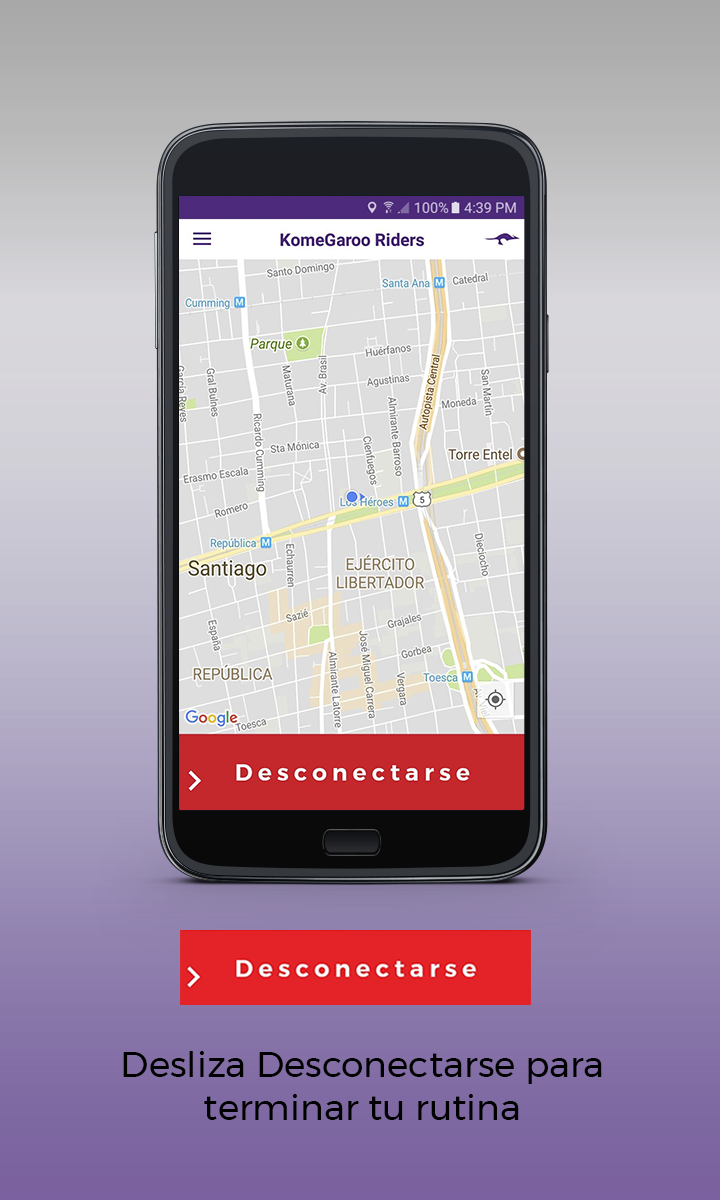 100% 4:39 PM
KomeGaroo Riders
Santo Domingo
Santa Ana M
Catedral
Cumming M
Parque
Huérfanos
Av. Brasil
Maturana
Gral Bulnes
Garcia Reyes
Agustinas
Autopista Central
San Martin
Moneda
Almirante Barroso
Ricardo Cumming
Cienfuegos
Sta Mónica
Torre Entel
Erasmo Escala
Los Héroes M
5
Romero
República M
Echaurren
Santiago
EJÉRCITO
LIBERTADOR
Dieciocho
Sazié
Grajales
España
José Miguel Carrera
Gorbea
Almirante Latorre
Vergara
REPÚBLICA
Toesca M
Google
Toesca
Desconectarse
Desconectarse
Desliza Desconectarse para
terminar tu rutina